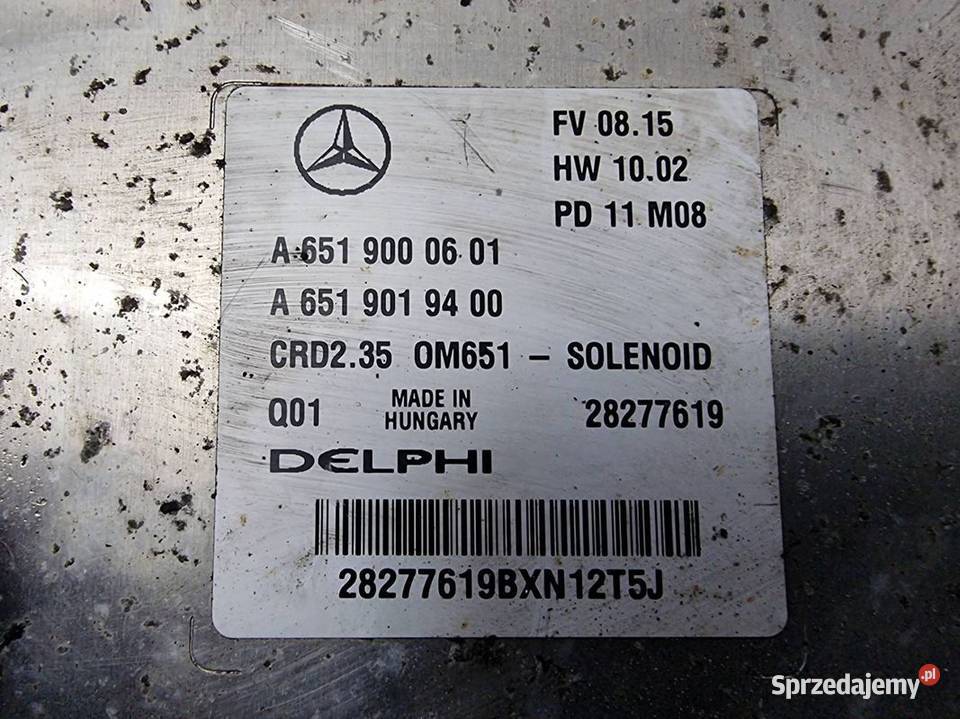 FV 08.15
HW 10.02
PD 11 M08
A 651 900 06 01
A 651 901 94 00
CRD2.35 OM651 - SOLENOID
Q01 MADE IN HUNGARY 28277619
DELPHI
28277619BXN12T5J
Sprzedajemy.pl